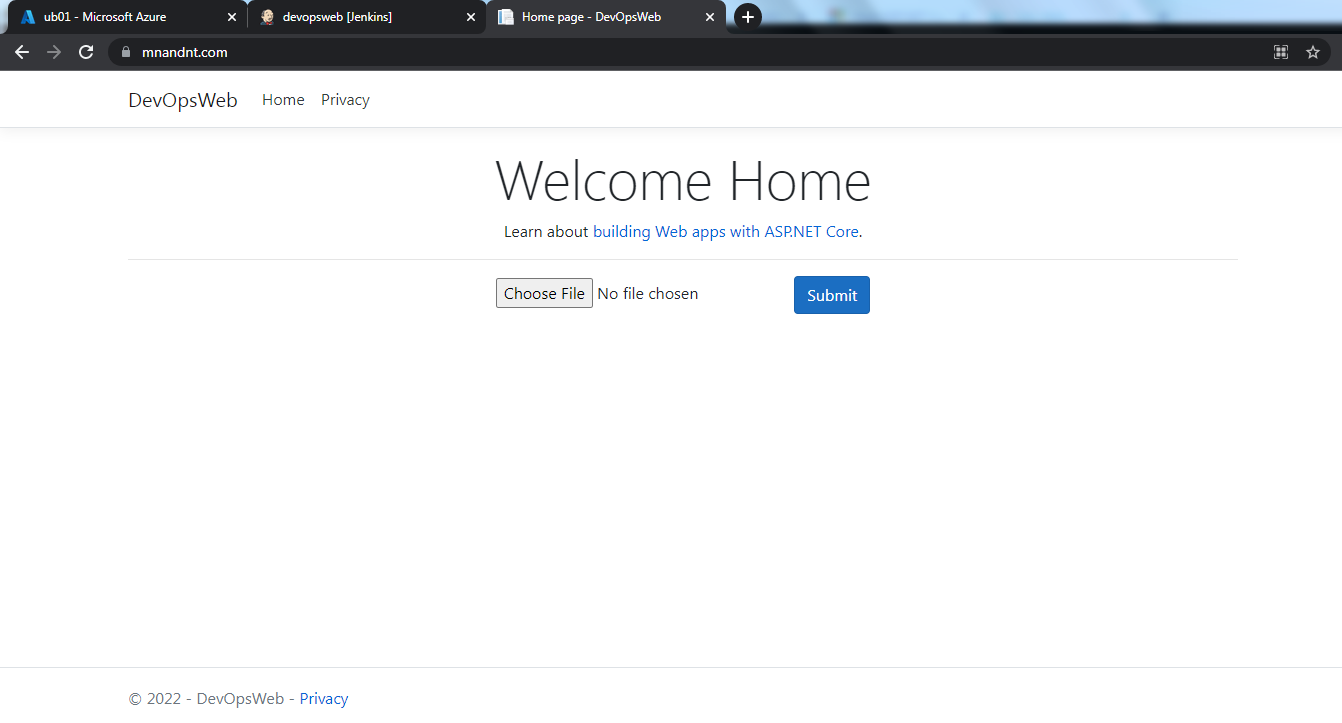 ub01 - Microsoft Azure
devopsweb [Jenkins]
Home page - DevOpsWeb
mnandnt.com
DevOpsWeb Home Privacy
Welcome Home
Learn about building Web apps with ASP.NET Core.
Choose File No file chosen Submit
© 2022 - DevOpsWeb - Privacy